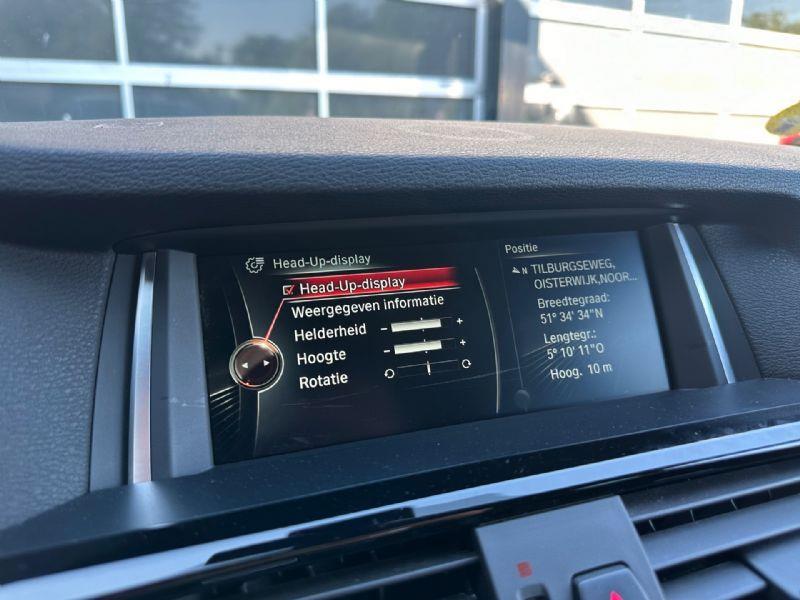 Head-Up-display
Head-Up-display
Weergegeven informatie
Helderheid - +
Hoogte - +
Rotatie
Positie
N TILBURGSEWEG,
OISTERWIJK,NOOR...
Breedtegraad:
51° 34' 34"N
Lengtegr.:
5° 10' 11"O
Hoog. 10 m